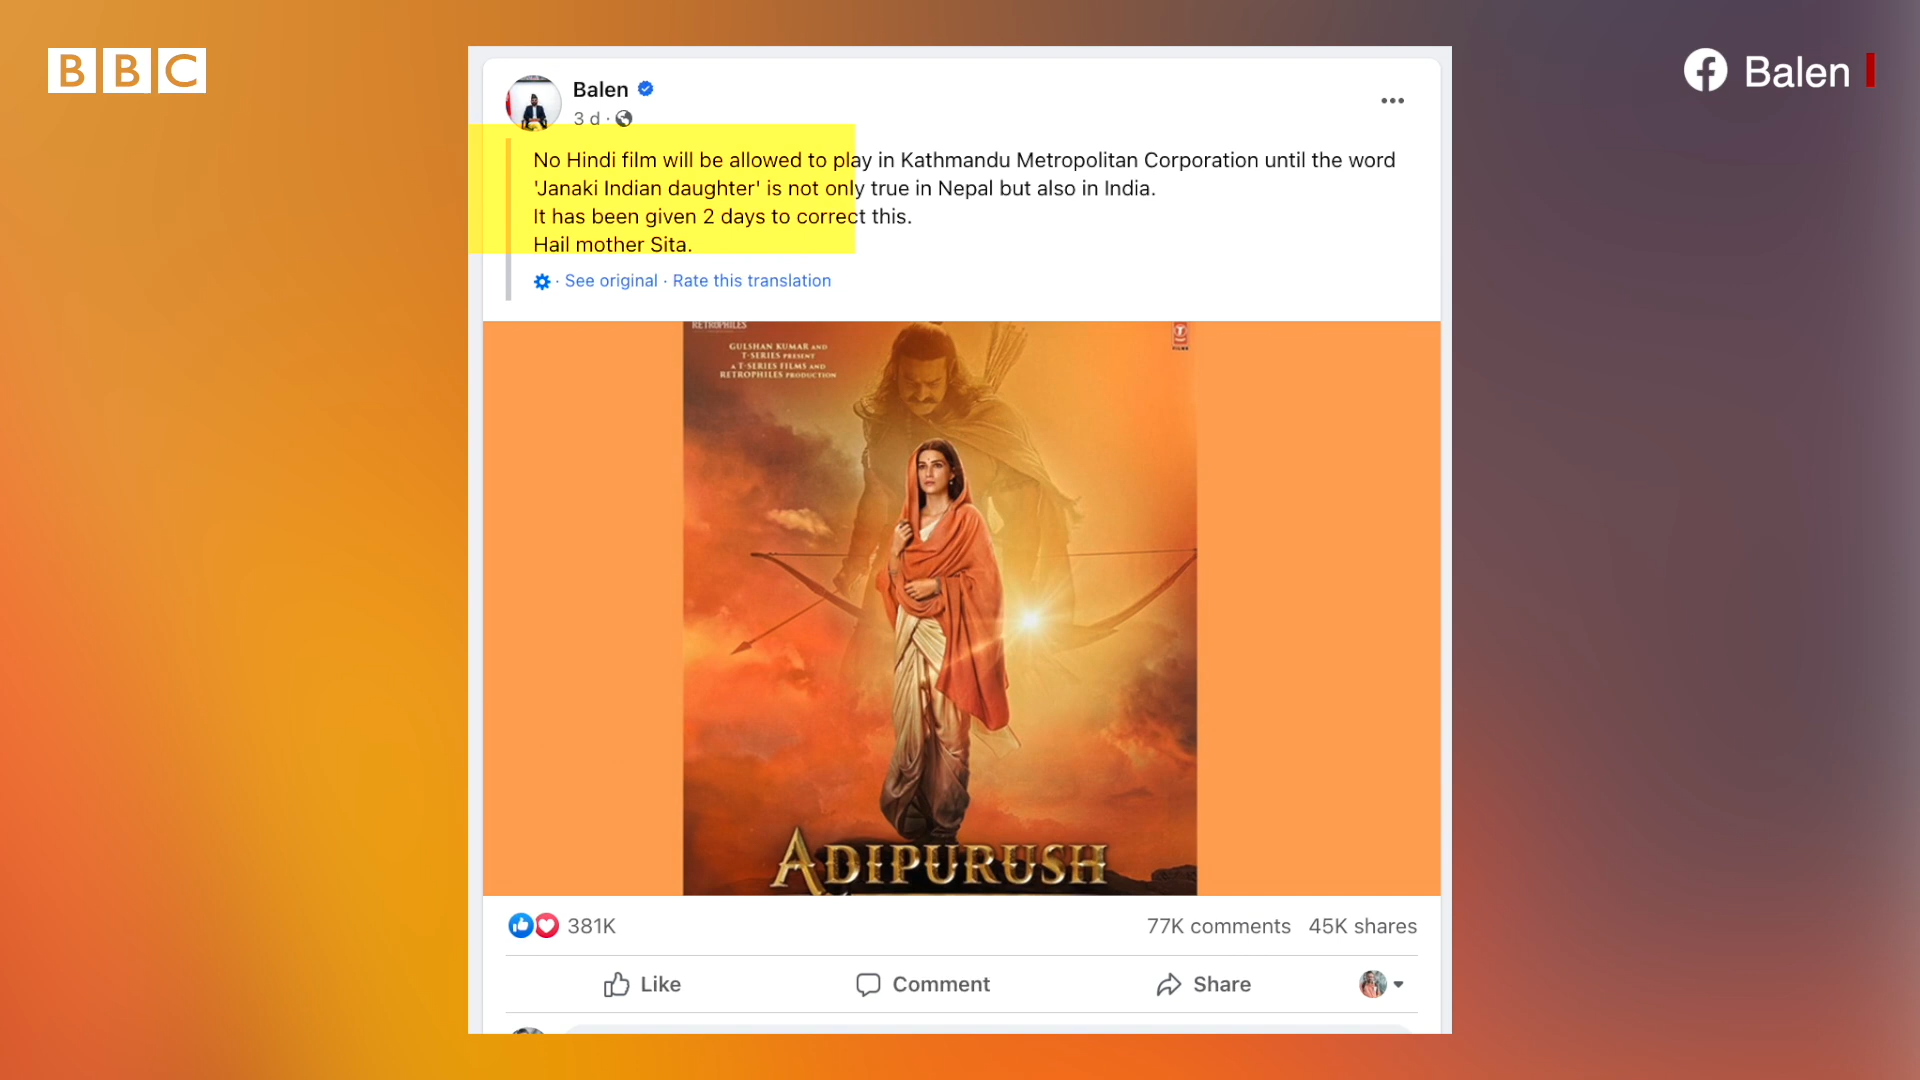 BBC
Balen
Balen
3 d ·
No Hindi film will be allowed to play in Kathmandu Metropolitan Corporation until the word
'Janaki Indian daughter' is not only true in Nepal but also in India.
It has been given 2 days to correct this.
Hail mother Sita.
· See original · Rate this translation
RETROPHILES
GULSHAN KUMAR AND
T-SERIES PRESENT
A T-SERIES FILMS AND
RETROPHILES PRODUCTION
T
FILMS
ADIPURUSH
381K
77K comments 45K shares
Like
Comment
Share